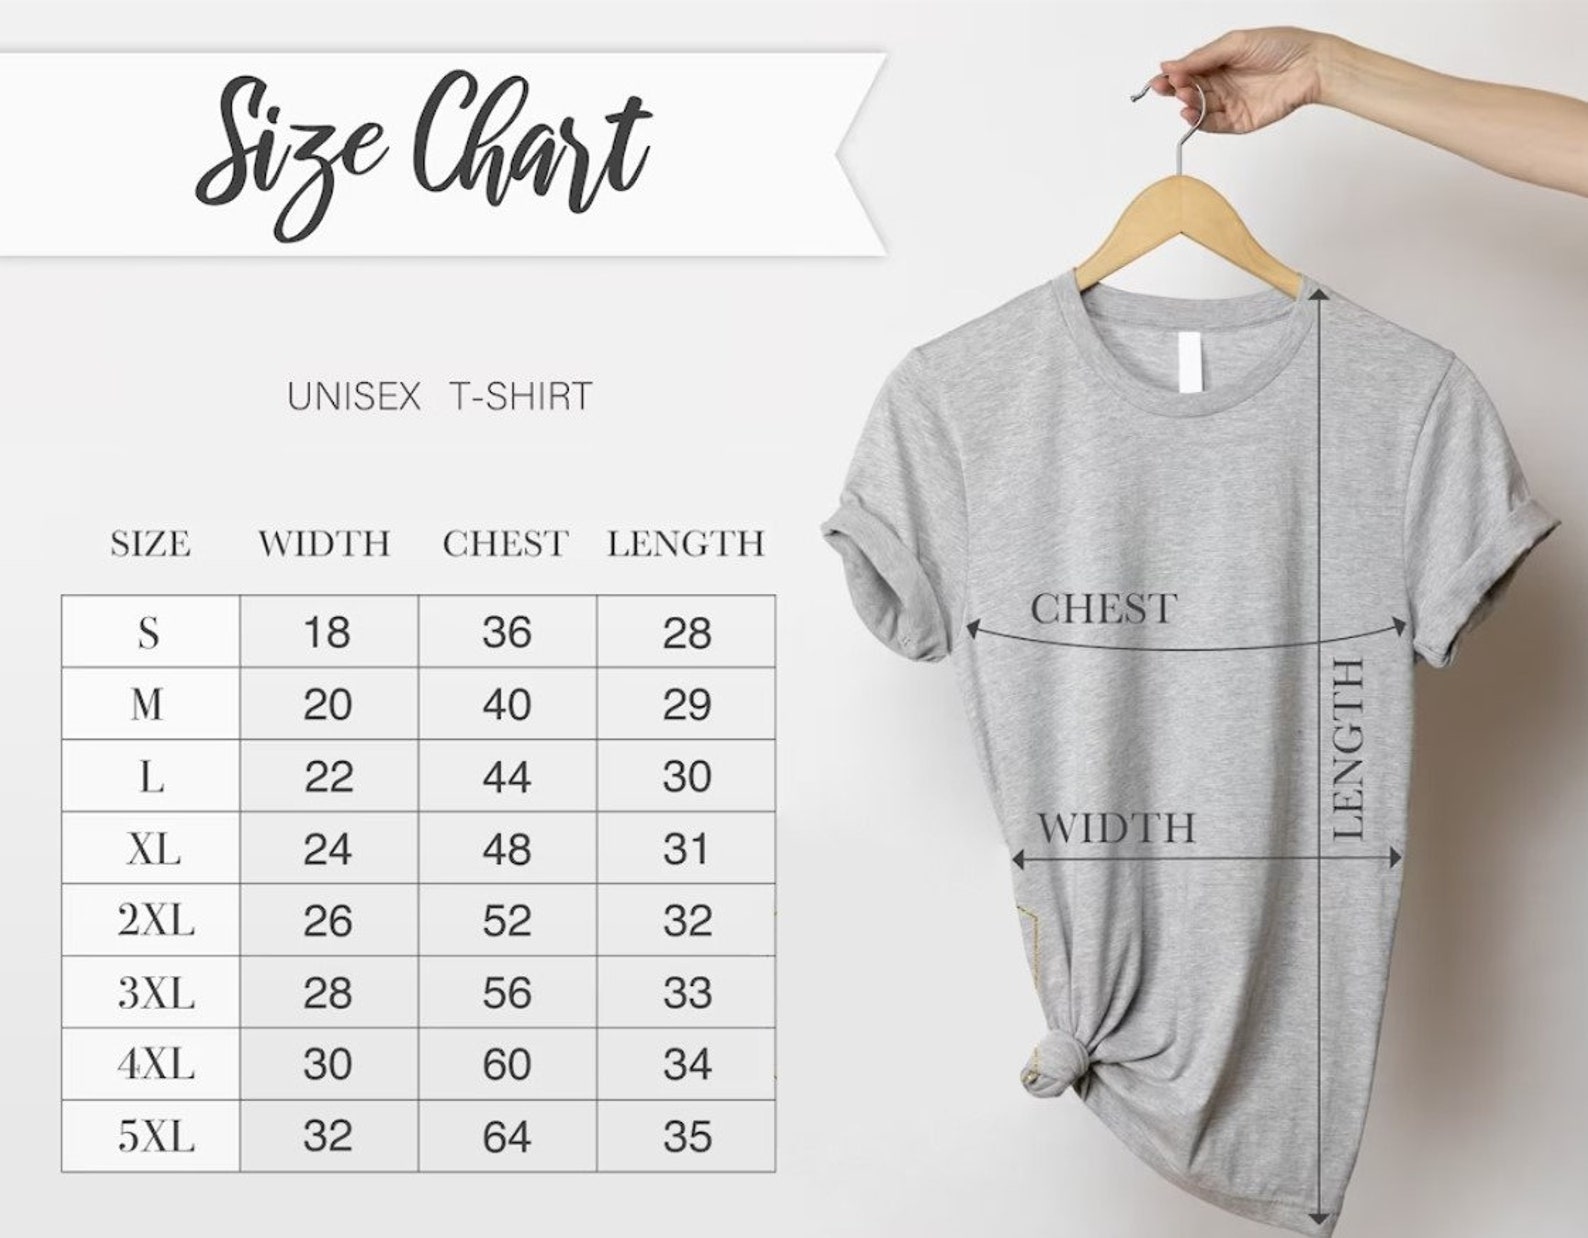 Size Chart
UNISEX T-SHIRT
SIZE WIDTH CHEST LENGTH
S 18 36 28
M 20 40 29
L 22 44 30
XL 24 48 31
2XL 26 52 32
3XL 28 56 33
4XL 30 60 34
5XL 32 64 35
CHEST
LENGTH
WIDTH